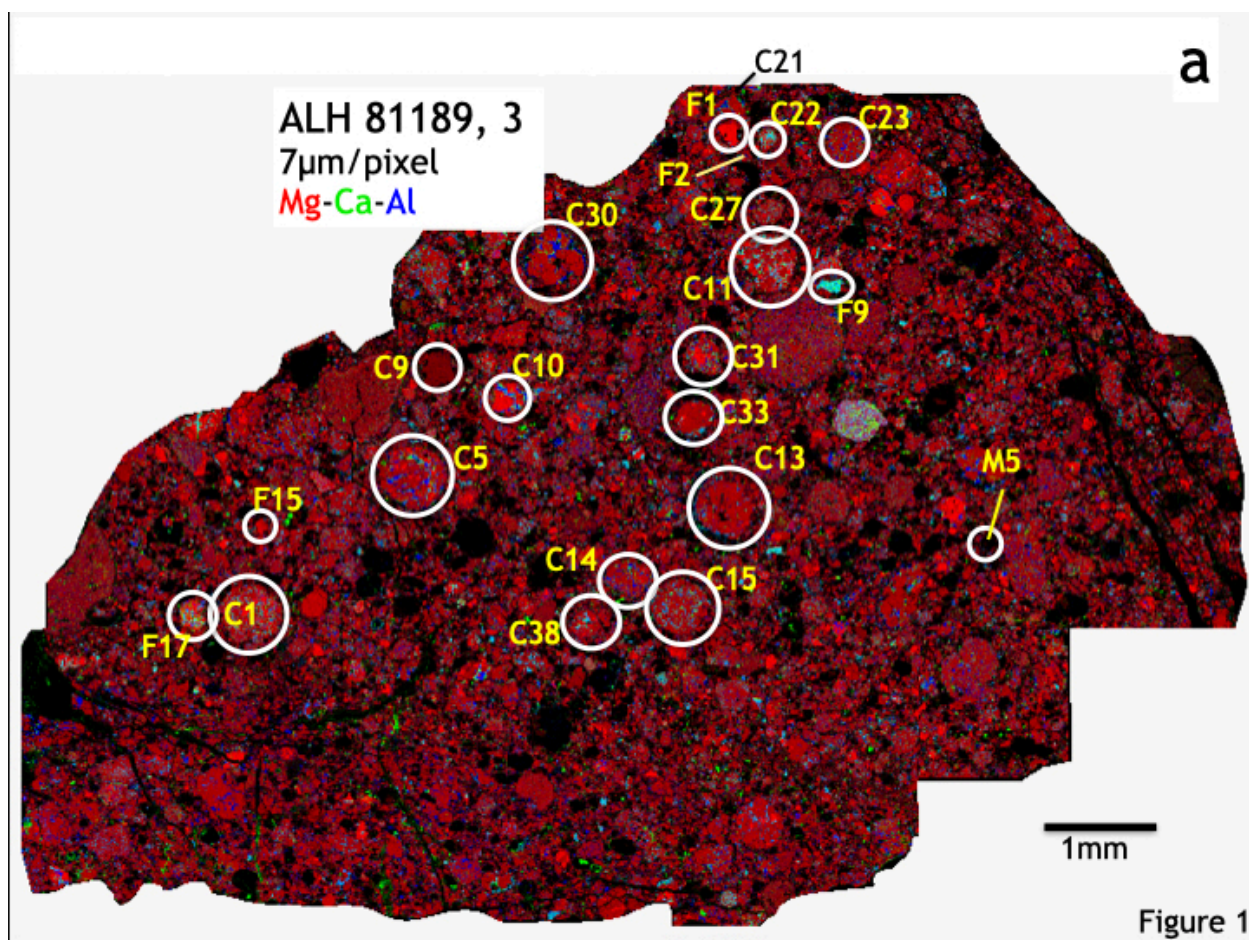 a
C21
ALH 81189, 3
7µm/pixel
Mg-Ca-Al
F1
C22
C23
F2
C27
C30
C11
F9
C9
C10
C31
C33
C5
C13
M5
F15
C14
C15
C1
C38
F17
1mm
Figure 1